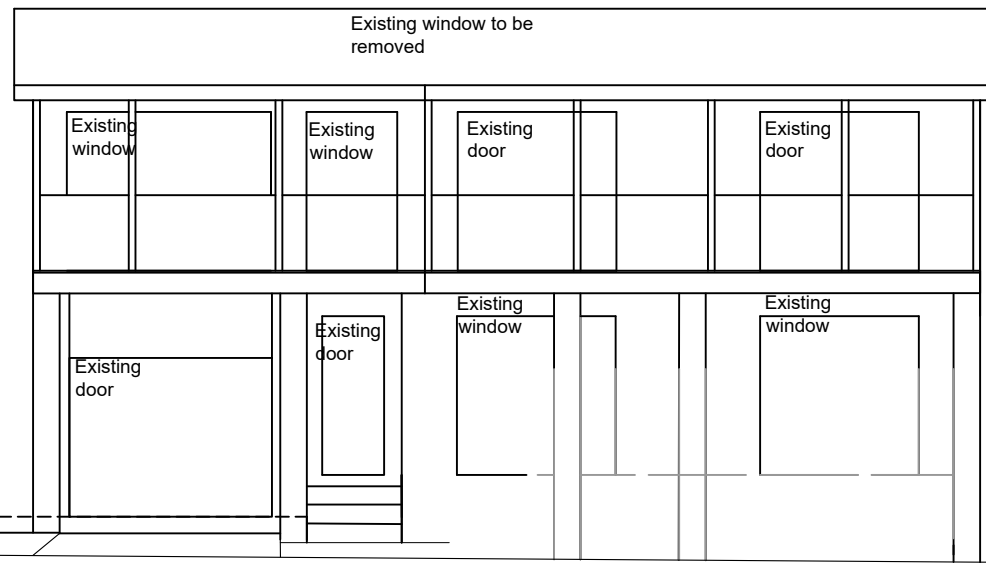 Existing window to be
removed
Existing
window
Existing
window
Existing
door
Existing
door
Existing
door
Existing
door
Existing
window
Existing
window